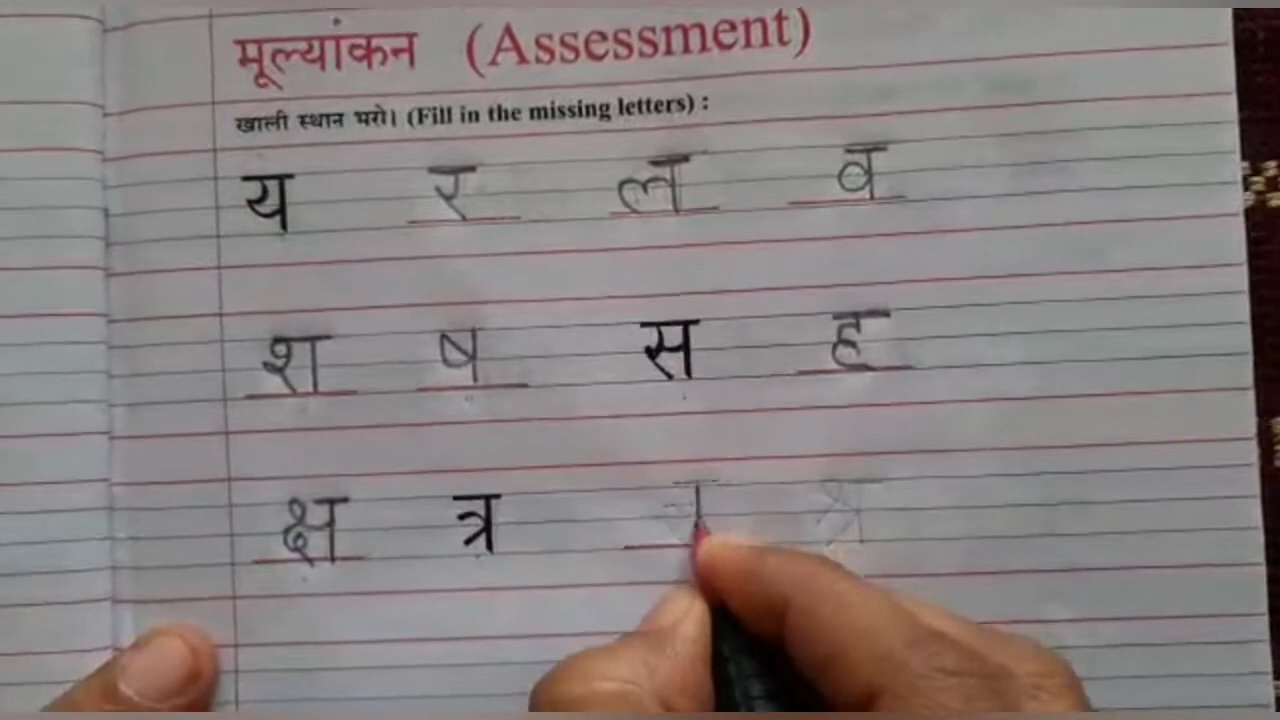 मूल्यांकन (Assessment)
खाली स्थान भरो। (Fill in the missing letters) :
य र ल व
श ष स ह
क्ष त्र